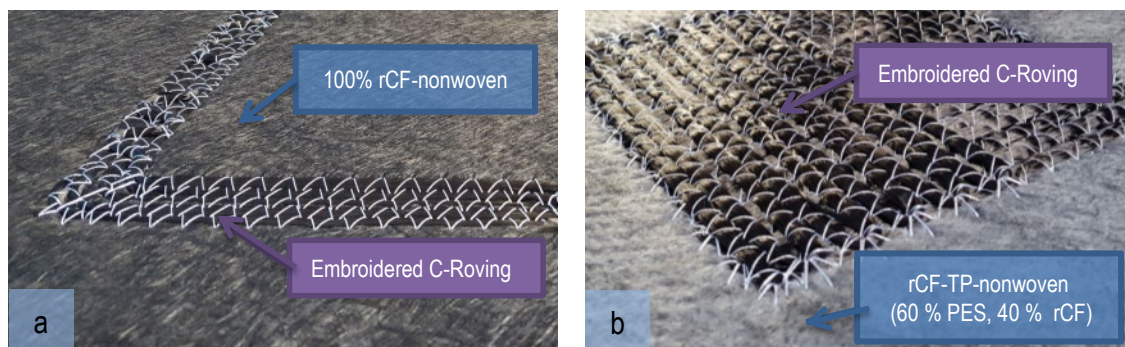 100% rCF-nonwoven
Embroidered C-Roving
a
Embroidered C-Roving
rCF-TP-nonwoven
(60 % PES, 40 % rCF)
b